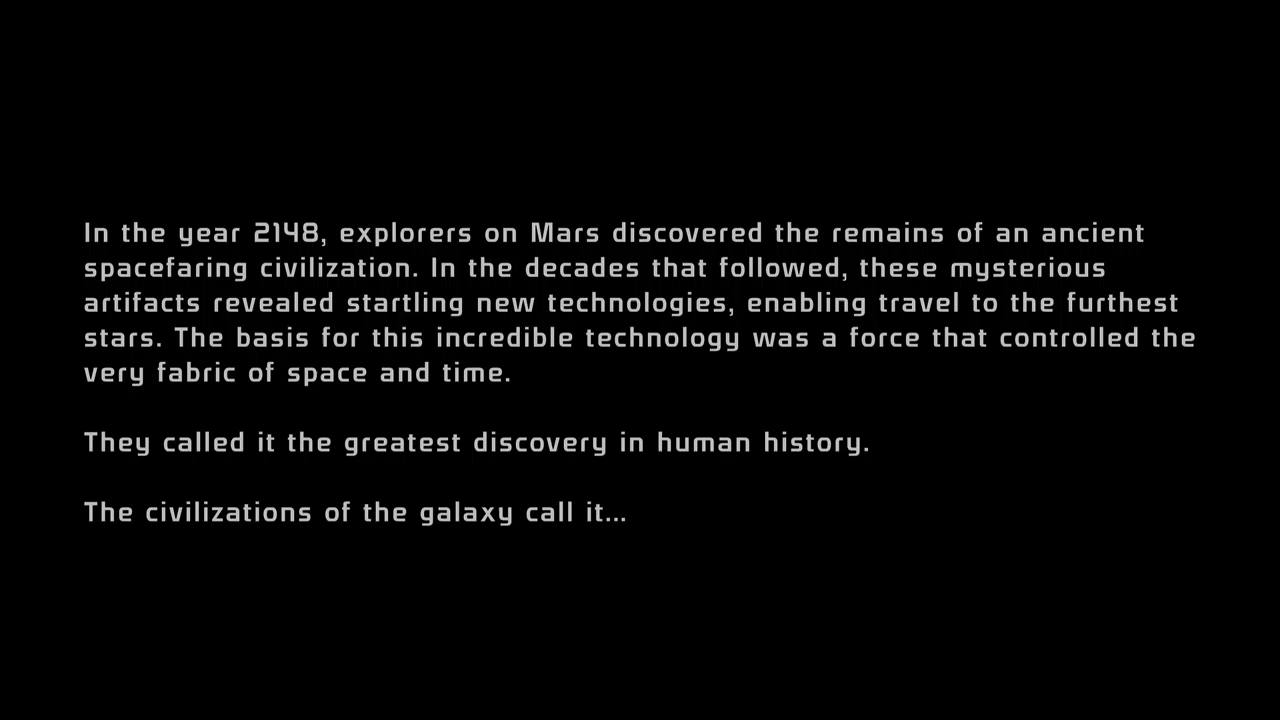 In the year 2148, explorers on Mars discovered the remains of an ancient
spacefaring civilization. In the decades that followed, these mysterious
artifacts revealed startling new technologies, enabling travel to the furthest
stars. The basis for this incredible technology was a force that controlled the
very fabric of space and time.
They called it the greatest discovery in human history.
The civilizations of the galaxy call it...